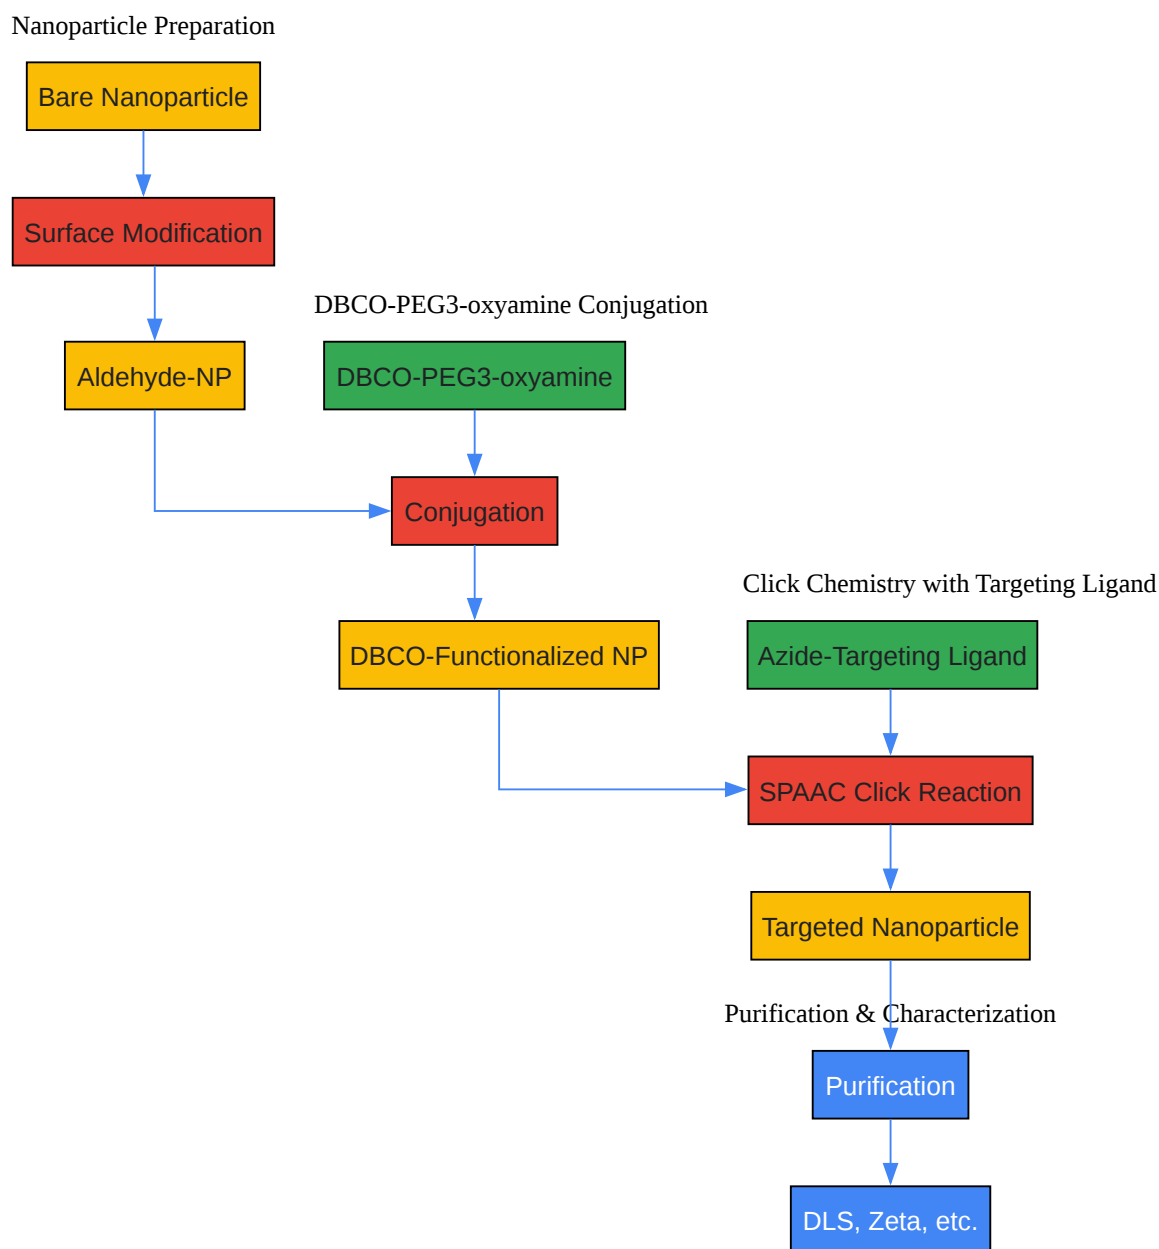 Nanoparticle Preparation
Bare Nanoparticle
Surface Modification
Aldehyde-NP
DBCO-PEG3-oxyamine Conjugation
DBCO-PEG3-oxyamine
Conjugation
DBCO-Functionalized NP
Click Chemistry with Targeting Ligand
Azide-Targeting Ligand
SPAAC Click Reaction
Targeted Nanoparticle
Purification & Characterization
Purification
DLS, Zeta, etc.